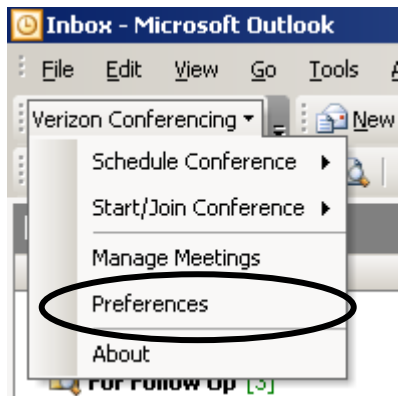 Inbox - Microsoft Outlook
File Edit View Go Tools
Verizon Conferencing New
Schedule Conference
Start/Join Conference
Manage Meetings
Preferences
About
For Follow Up [3]